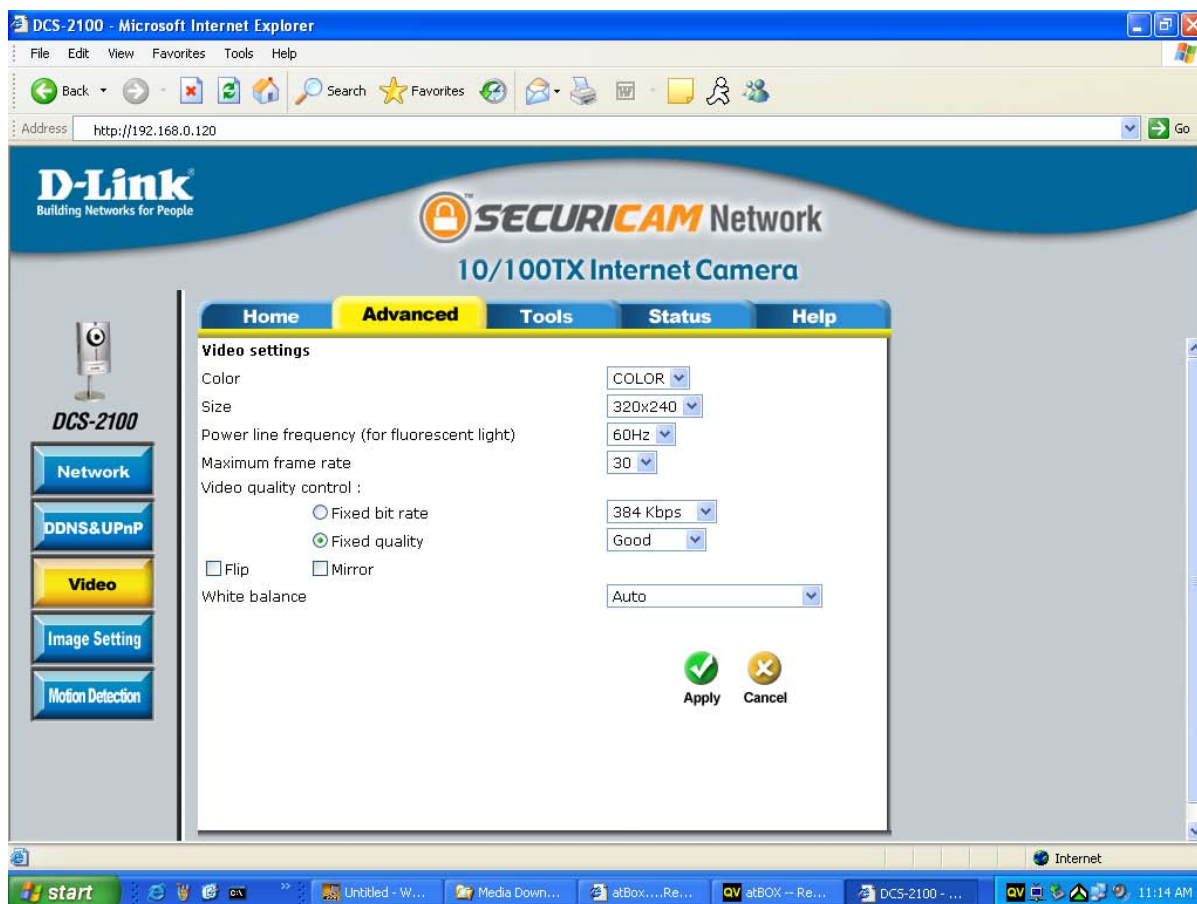 DCS-2100 - Microsoft Internet Explorer
File Edit View Favorites Tools Help
Back Search Favorites
Address http://192.168.0.120 Go
D-Link
Building Networks for People
SECURICAM Network
TM
10/100TX Internet Camera
Home Advanced Tools Status Help
DCS-2100
Network
DDNS&UPnP
Video
Image Setting
Motion Detection
Video settings
Color COLOR
Size 320x240
Power line frequency (for fluorescent light) 60Hz
Maximum frame rate 30
Video quality control :
Fixed bit rate 384 Kbps
Fixed quality Good
Flip Mirror
White balance Auto
Apply Cancel
Internet
start Untitled - W... Media Down... atBox....Re... QV atBOX -- Re... DCS-2100 - ... QV 11:14 AM